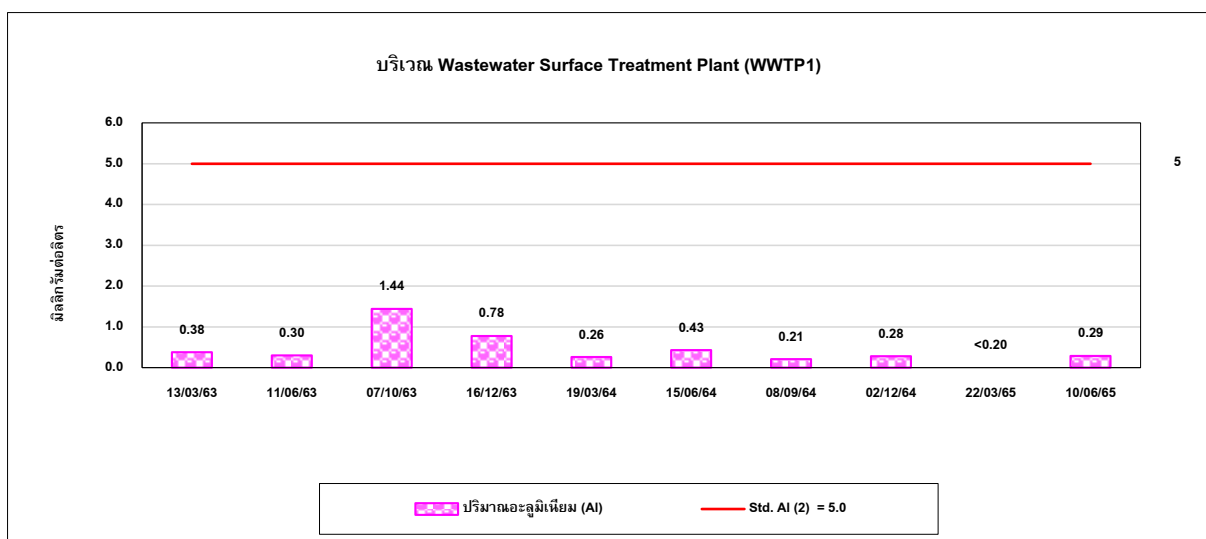 บริเวณ Wastewater Surface Treatment Plant (WWTP1)
มิลลิกรัมต่อลิตร
6.0
5.0
5
4.0
3.0
2.0
1.0
0.0
0.38 0.30 1.44 0.78 0.26 0.43 0.21 0.28 <0.20 0.29
13/03/63 11/06/63 07/10/63 16/12/63 19/03/64 15/06/64 08/09/64 02/12/64 22/03/65 10/06/65
ปริมาณอะลูมิเนียม (Al) Std. Al (2) = 5.0